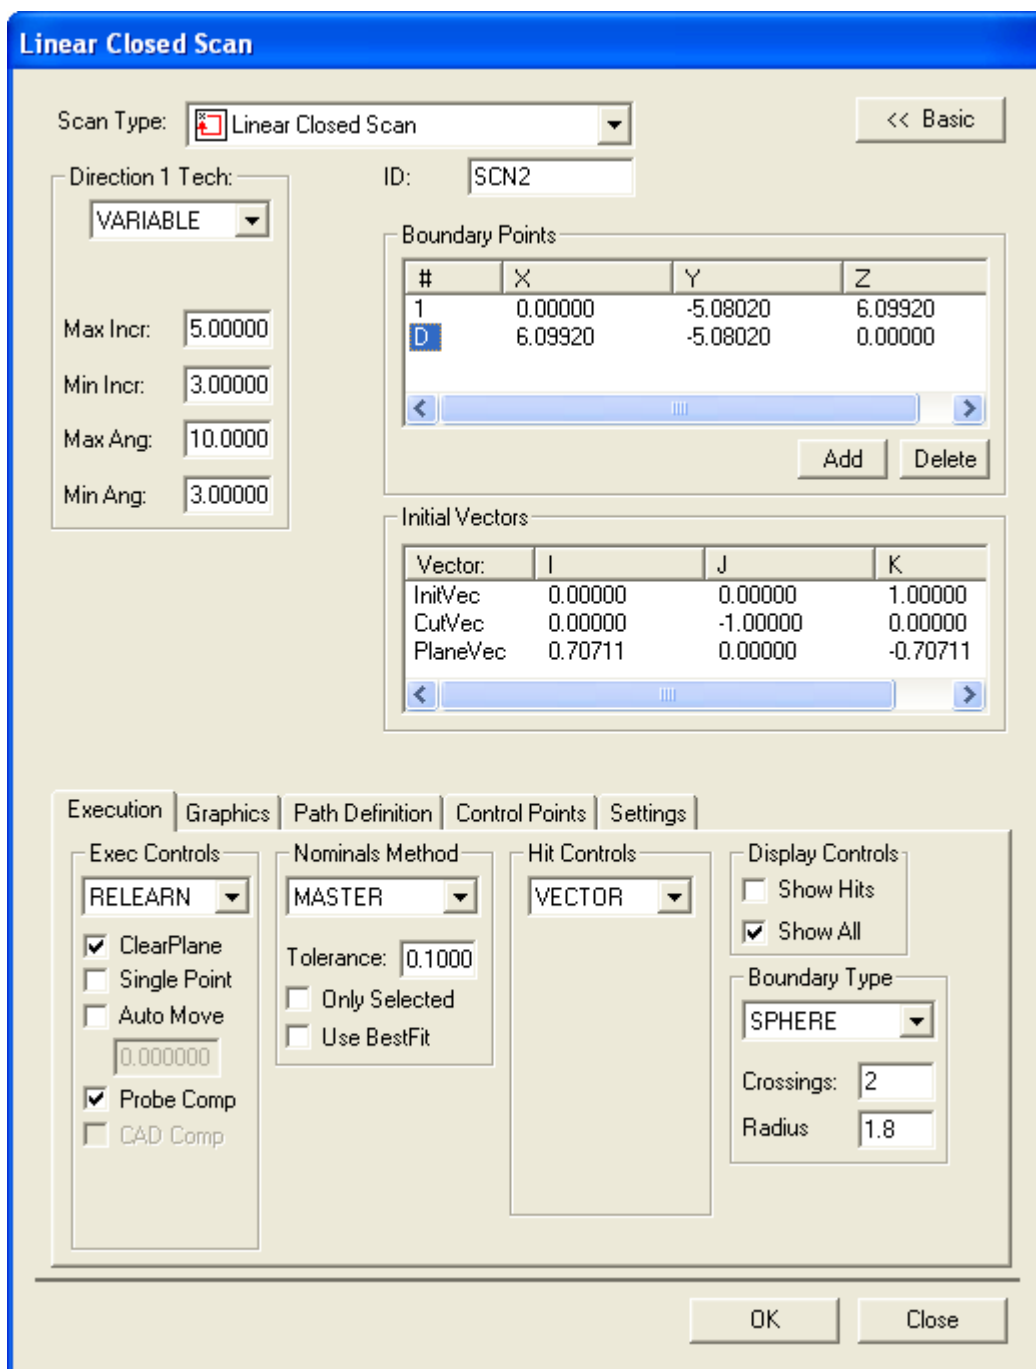 Linear Closed Scan
Scan Type: Linear Closed Scan << Basic
Direction 1 Tech: ID: SCN2
VARIABLE
Boundary Points
# X Y Z
1 0.00000 -5.08020 6.09920
D 6.09920 -5.08020 0.00000
Max Incr: 5.00000
Min Incr: 3.00000
Max Ang: 10.0000
Min Ang: 3.00000
Add Delete
Initial Vectors
Vector: I J K
InitVec 0.00000 0.00000 1.00000
CutVec 0.00000 -1.00000 0.00000
PlaneVec 0.70711 0.00000 -0.70711
Execution Graphics Path Definition Control Points Settings
Exec Controls
RELEARN
ClearPlane
Single Point
Auto Move
0.000000
Probe Comp
CAD Comp
Nominals Method
MASTER
Tolerance: 0.1000
Only Selected
Use BestFit
Hit Controls
VECTOR
Display Controls
Show Hits
Show All
Boundary Type
SPHERE
Crossings: 2
Radius 1.8
OK Close